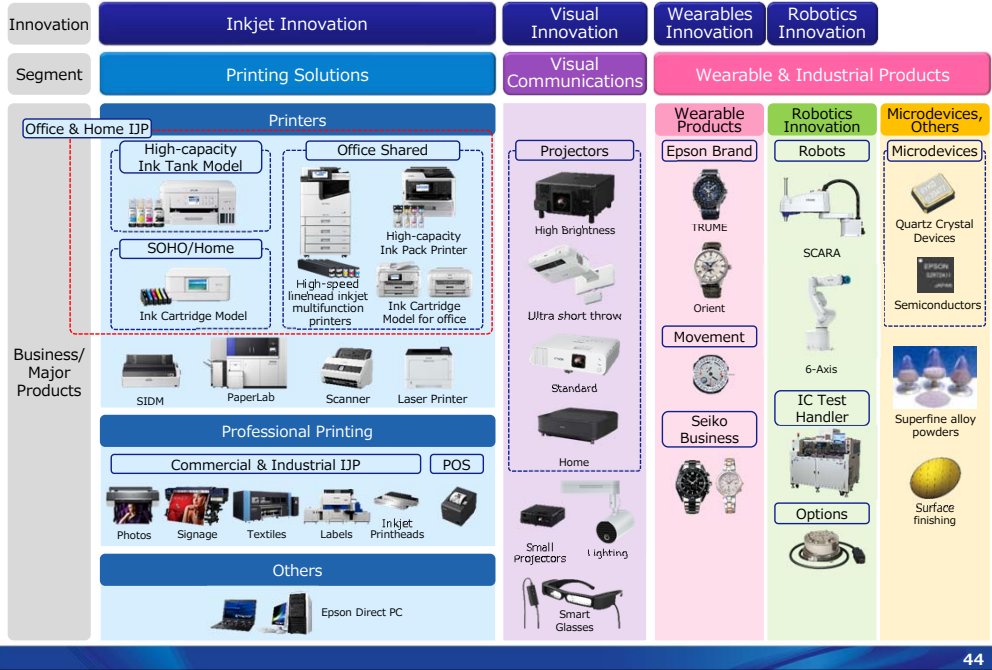 Innovation
Inkjet Innovation
Visual
Innovation
Wearables
Innovation
Robotics
Innovation
Segment
Printing Solutions
Visual
Communications
Wearable & Industrial Products
Business/
Major
Products
Printers
Office & Home IJP
High-capacity
Ink Tank Model
SOHO/Home
Ink Cartridge Model
Office Shared
High-speed
linehead inkjet
multifunction
printers
High-capacity
Ink Pack Printer
Ink Cartridge
Model for office
SIDM
PaperLab
Scanner
Laser Printer
Professional Printing
Commercial & Industrial IJP
POS
Photos
Signage
Textiles
Labels
Inkjet
Printheads
Others
Epson Direct PC
Projectors
High Brightness
Ultra short throw
Standard
Home
Small
Projectors
Lighting
Smart
Glasses
Wearable
Products
Epson Brand
TRUME
Orient
Movement
Seiko
Business
Robotics
Innovation
Robots
SCARA
6-Axis
IC Test
Handler
Options
Microdevices,
Others
Microdevices
Quartz Crystal
Devices
EPSON
Semiconductors
Superfine alloy
powders
Surface
finishing
44